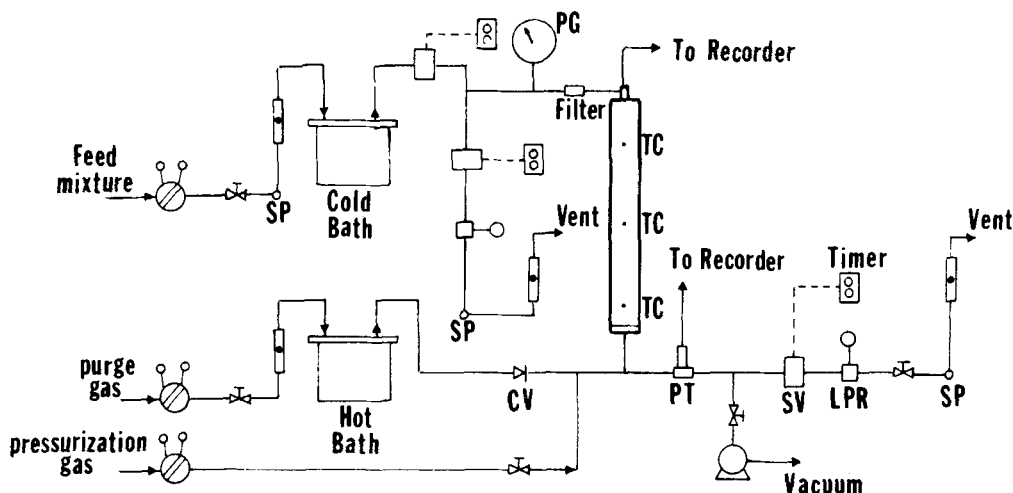 PG
To Recorder
Filter
Feed
mixture
SP
Cold
Bath
TC
TC
TC
Vent
SP
To Recorder
Timer
Vent
purge
gas
Hot
Bath
CV
PT
SV
LPR
SP
pressurization
gas
Vacuum